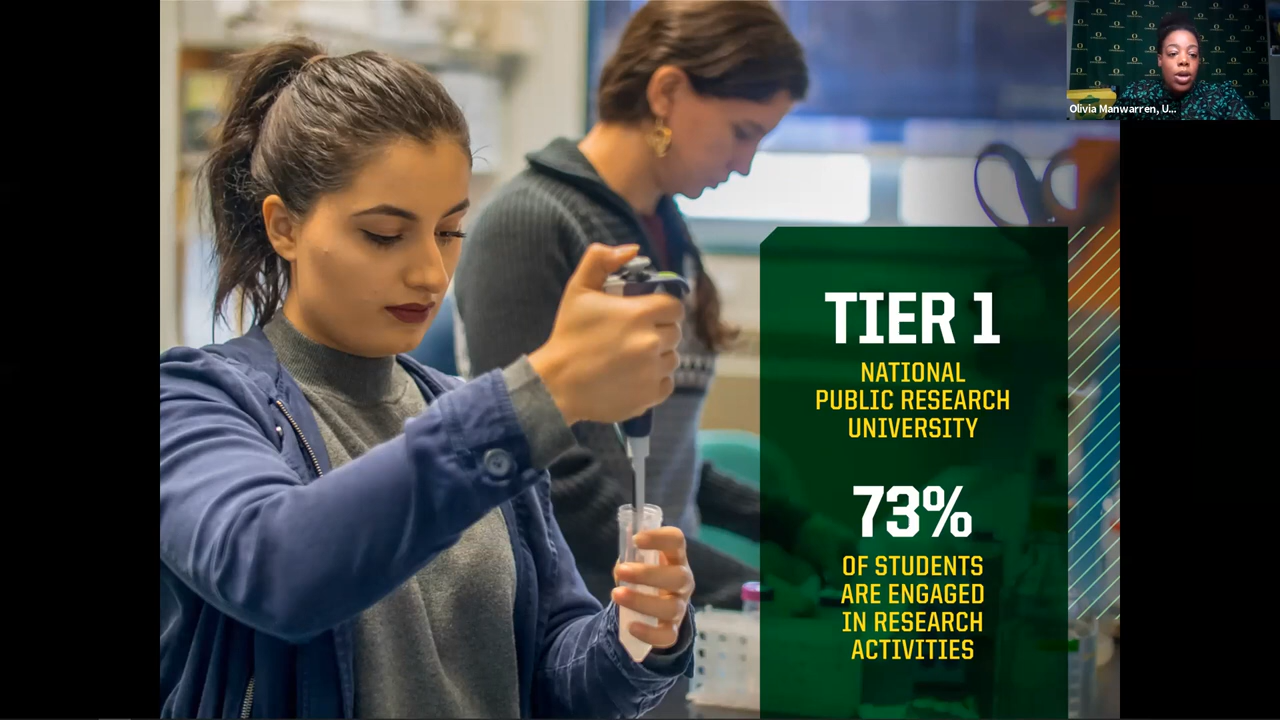 Olivia Manwarren, U...
TIER 1
NATIONAL
PUBLIC RESEARCH
UNIVERSITY
73%
OF STUDENTS
ARE ENGAGED
IN RESEARCH
ACTIVITIES